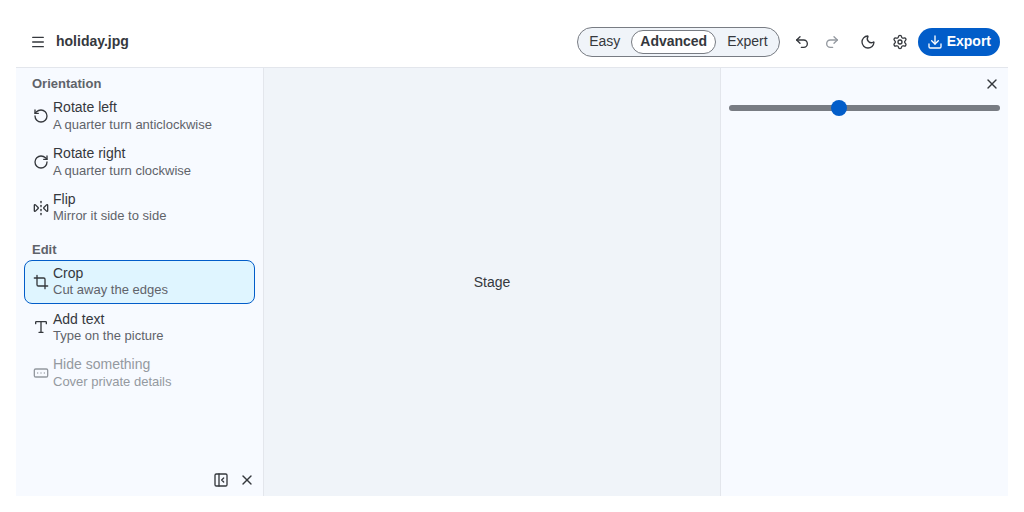 holiday.jpg
Easy
Advanced
Expert
Export
Orientation
Rotate left
A quarter turn anticlockwise
Rotate right
A quarter turn clockwise
Flip
Mirror it side to side
Edit
Crop
Cut away the edges
Add text
Type on the picture
Hide something
Cover private details
Stage